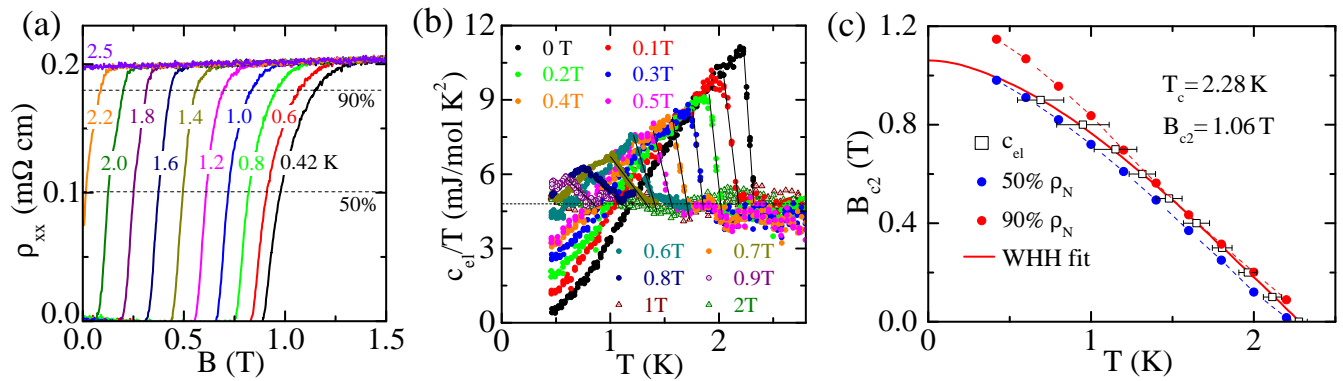 (a)
2.5
0.2
90%
2.2
1.8
1.4
1.0
0.6
2.0
1.6
1.2
0.8
0.42 K
0.1
50%
0.0
0.0
0.5
1.0
1.5
ρxx (mΩ cm)
B (T)
(b)
12
0 T
0.1T
0.2T
0.3T
0.4T
0.5T
9
6
3
0
0.6T
0.7T
0.8T
0.9T
1T
2T
0
1
2
cel/T (mJ/mol K²)
T (K)
(c)
1.2
Tc = 2.28 K
Bc2 = 1.06 T
0.8
cel
50% ρN
0.4
90% ρN
WHH fit
0.0
0
1
2
Bc2 (T)
T (K)